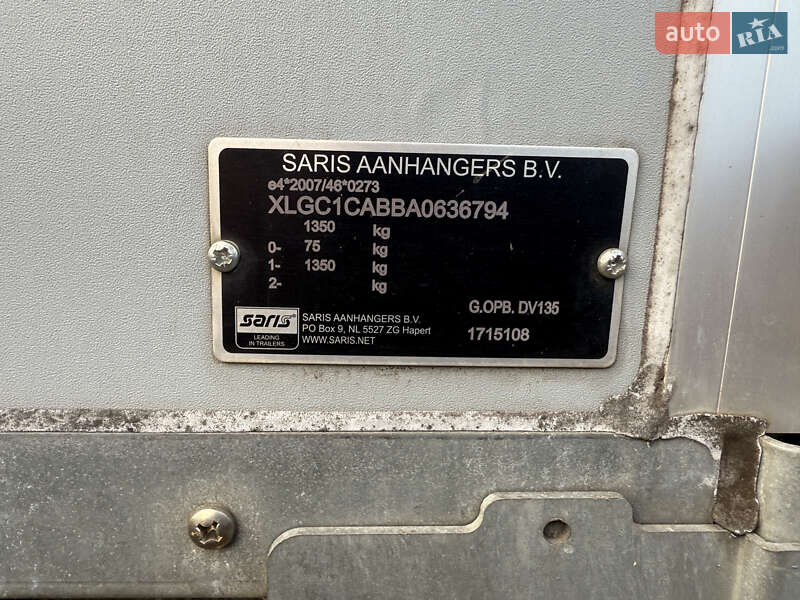 auto RIA
.com
SARIS AANHANGERS B.V.
e4*2007/46*0273
XLGC1CABBA0636794
1350 kg
0- 75 kg
1- 1350 kg
2- kg
G.OPB. DV135
1715108
saris
LEADING
IN TRAILERS
SARIS AANHANGERS B.V.
PO Box 9, NL 5527 ZG Hapert
WWW.SARIS.NET